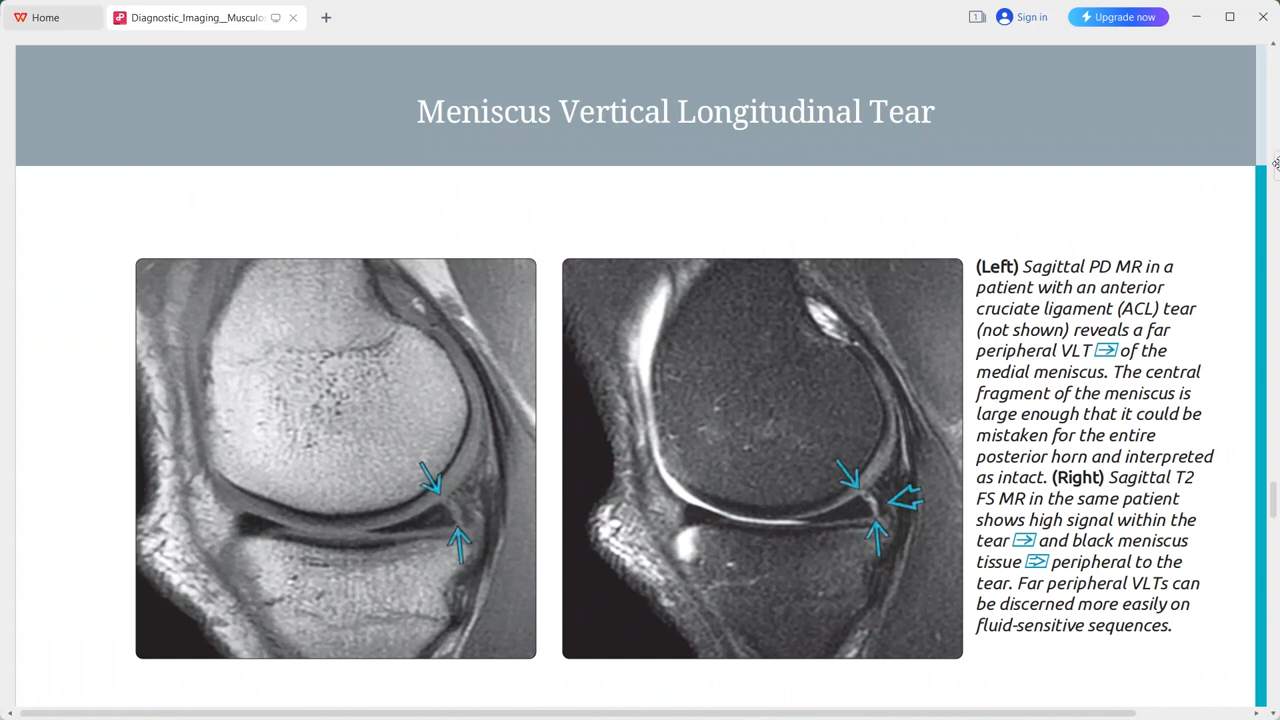 Home
Diagnostic_Imaging__Musculos
1
Sign in
Upgrade now
Meniscus Vertical Longitudinal Tear
(Left) Sagittal PD MR in a
patient with an anterior
cruciate ligament (ACL) tear
(not shown) reveals a far
peripheral VLT of the
medial meniscus. The central
fragment of the meniscus is
large enough that it could be
mistaken for the entire
posterior horn and interpreted
as intact. (Right) Sagittal T2
FS MR in the same patient
shows high signal within the
tear and black meniscus
tissue peripheral to the
tear. Far peripheral VLTs can
be discerned more easily on
fluid-sensitive sequences.